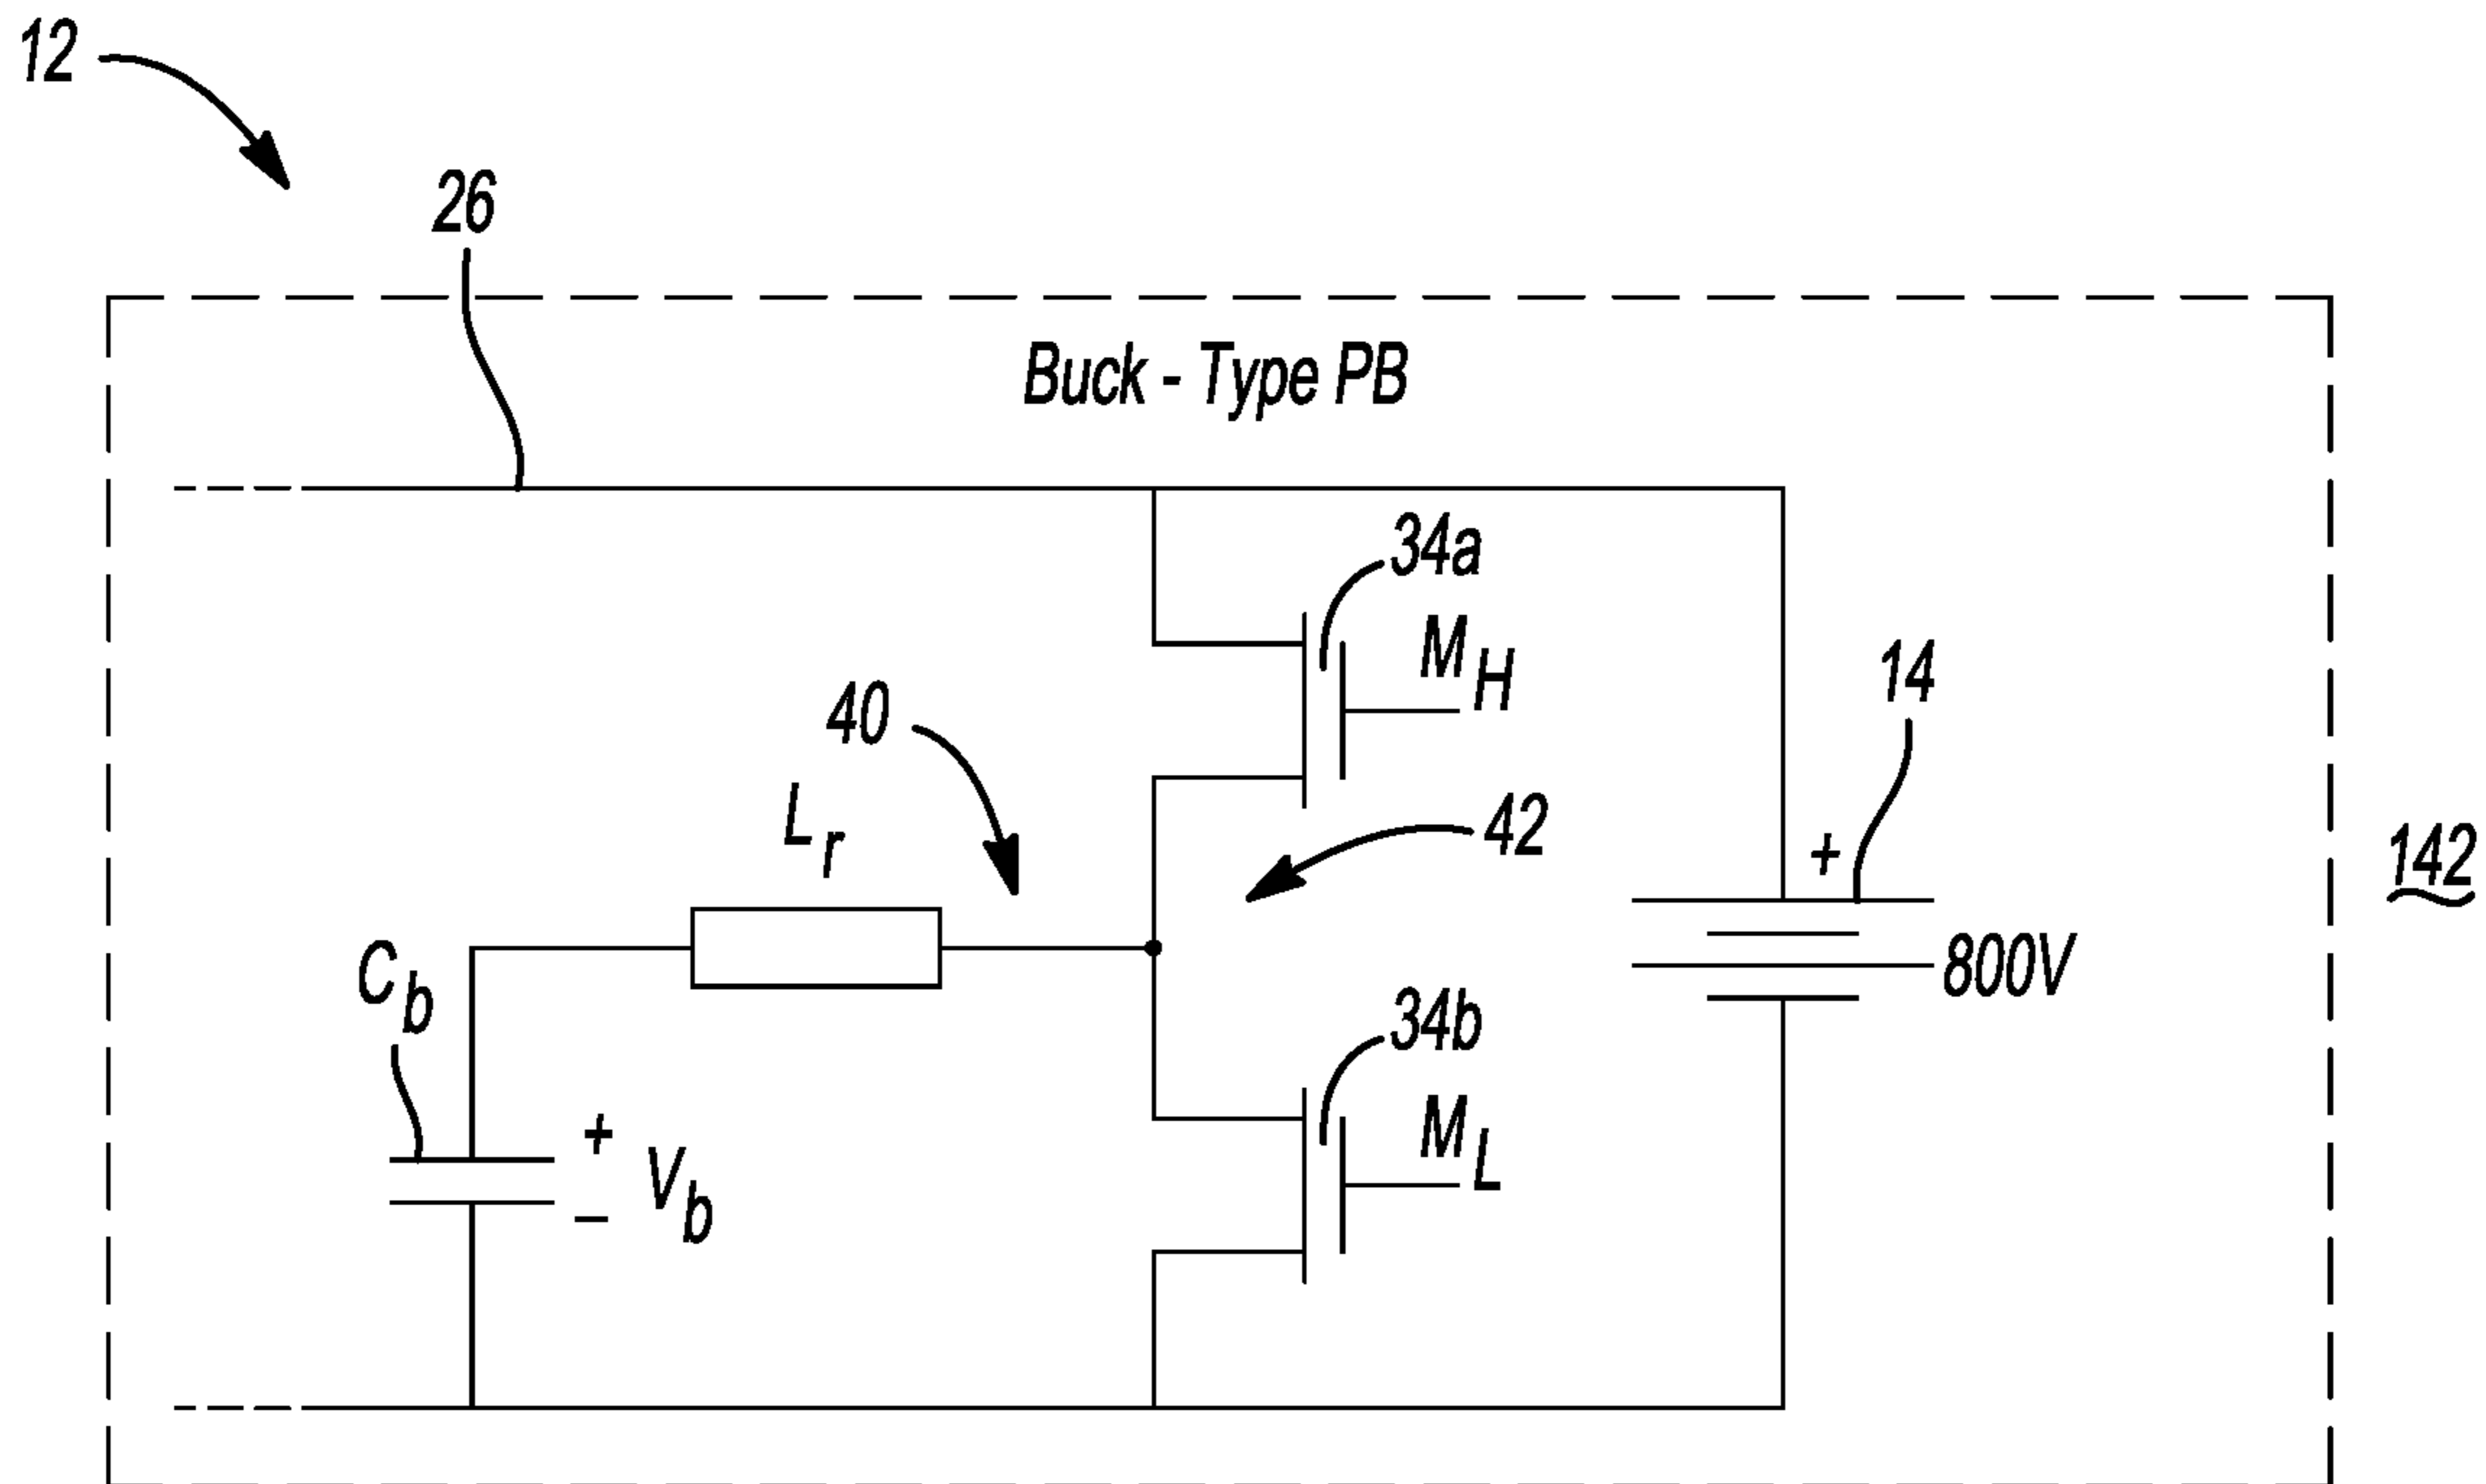 12
26
Buck - Type PB
34a
MH
14
40
42
Lr
+
142
Cb
800V
34b
+
ML
Vb
−